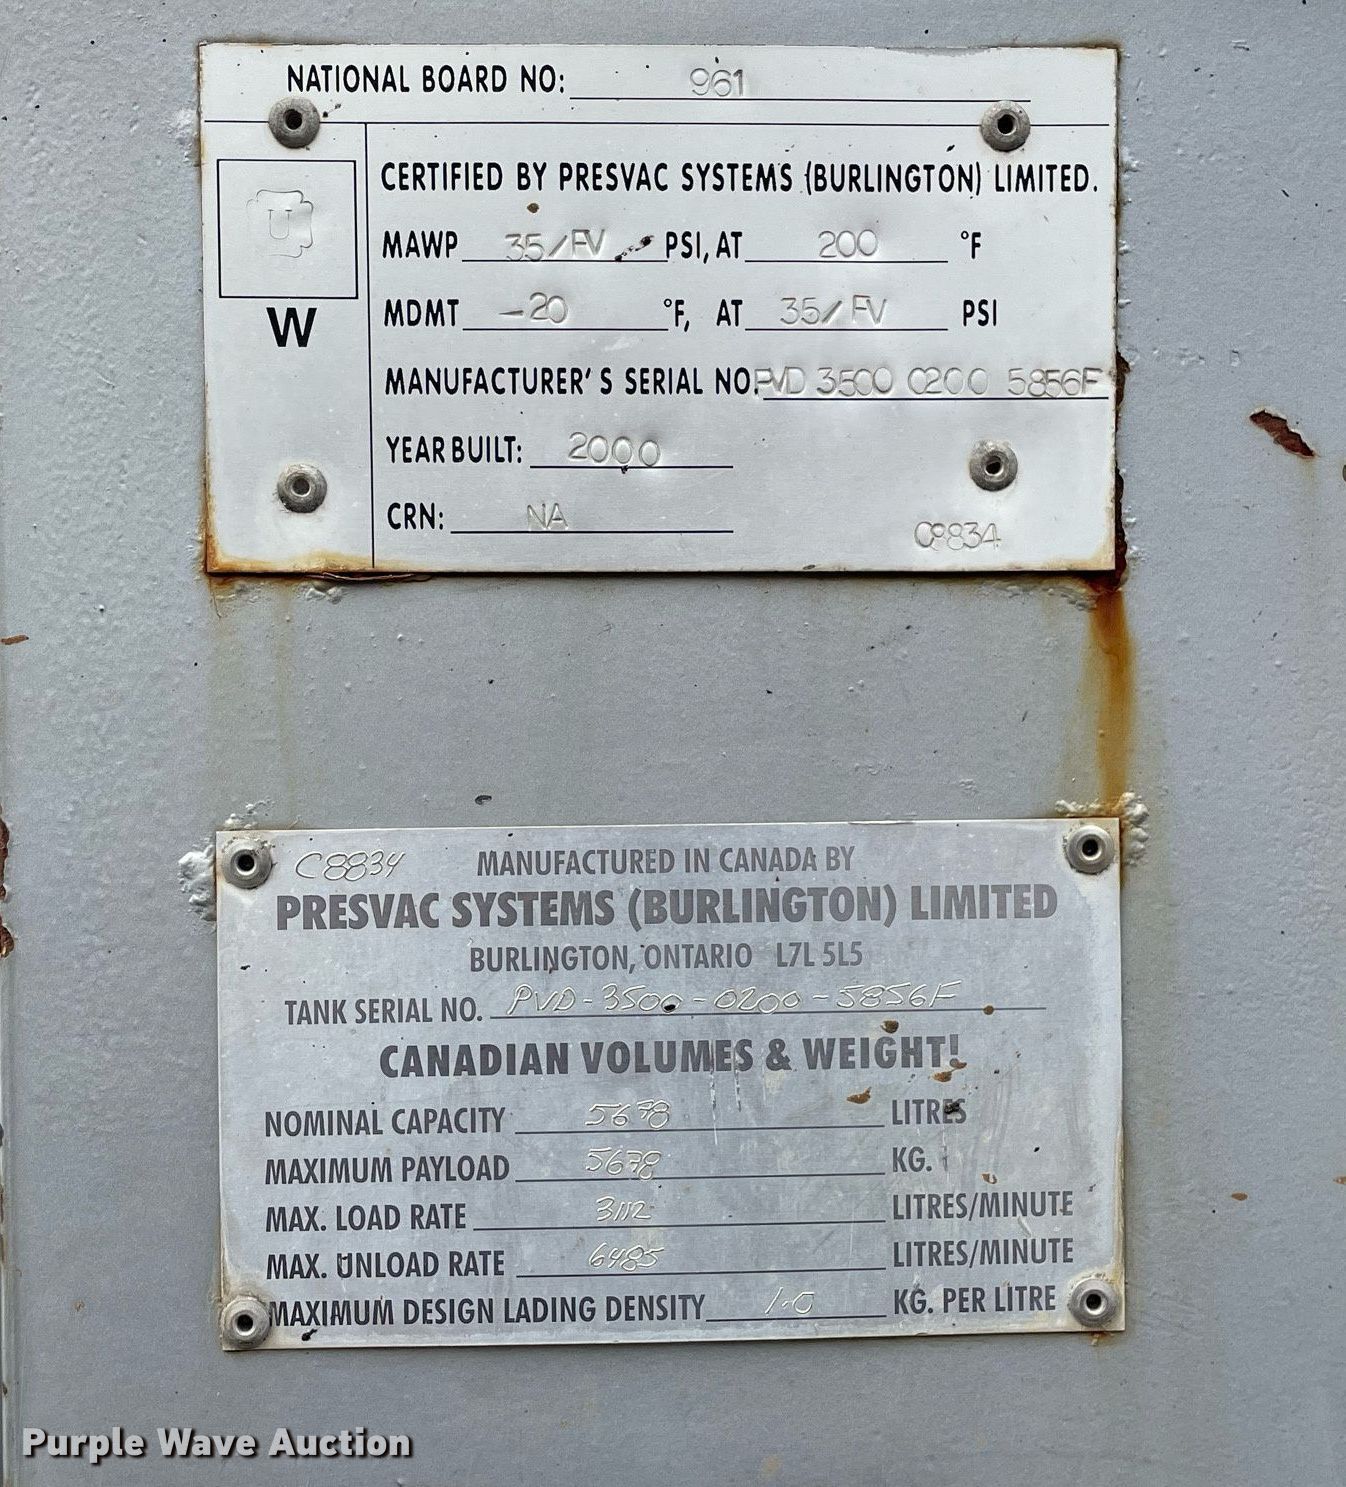 NATIONAL BOARD NO: 961
U
W
CERTIFIED BY PRESVAC SYSTEMS (BURLINGTON) LIMITED.
MAWP 35/FV PSI, AT 200 °F
MDMT -20 °F, AT 35/FV PSI
MANUFACTURER'S SERIAL NO. PVD 3500 0200 5856F
YEAR BUILT: 2000
CRN: NA
C8834
C8834 MANUFACTURED IN CANADA BY
PRESVAC SYSTEMS (BURLINGTON) LIMITED
BURLINGTON, ONTARIO L7L 5L5
TANK SERIAL NO. PVD-3500-0200-5856F
CANADIAN VOLUMES & WEIGHT!
NOMINAL CAPACITY 5678 LITRES
MAXIMUM PAYLOAD 5678 KG.
MAX. LOAD RATE 3112 LITRES/MINUTE
MAX. UNLOAD RATE 6485 LITRES/MINUTE
MAXIMUM DESIGN LADING DENSITY 1.0 KG. PER LITRE
Purple Wave Auction